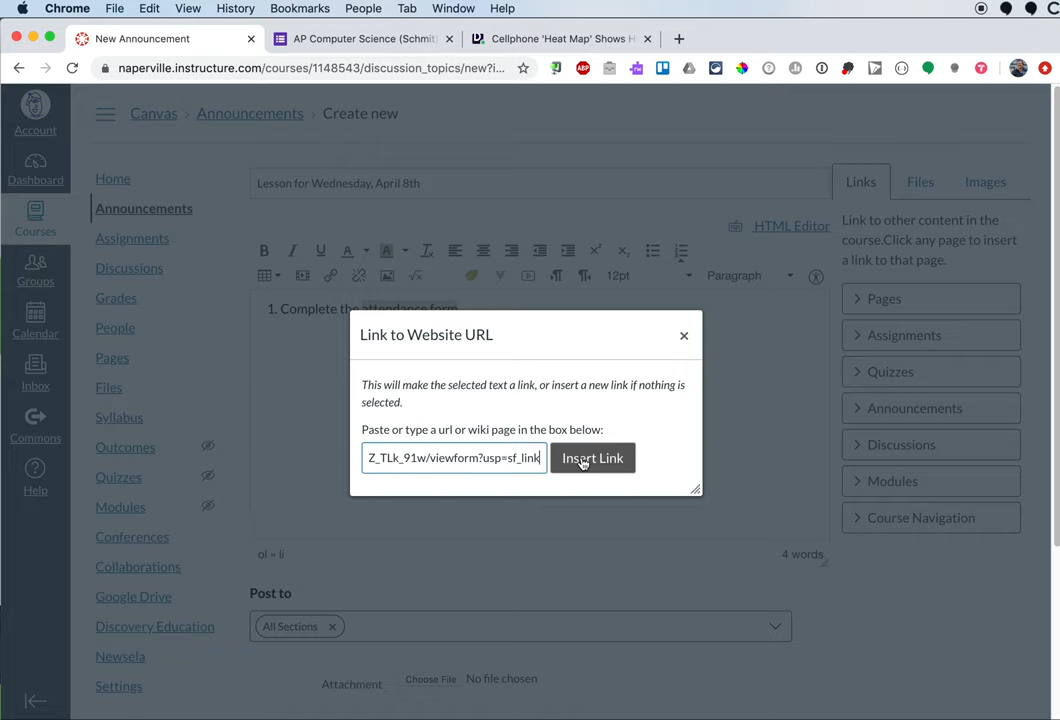 Chrome File Edit View History Bookmarks People Tab Window Help
New Announcement
AP Computer Science (Schmit
Cellphone 'Heat Map' Shows H
naperville.instructure.com/courses/1148543/discussion_topics/new?i...
ABP
Canvas > Announcements > Create new
Account
Dashboard
Courses
Groups
Calendar
Inbox
Commons
Help
Home
Announcements
Assignments
Discussions
Grades
People
Pages
Files
Syllabus
Outcomes
Quizzes
Modules
Conferences
Collaborations
Google Drive
Discovery Education
Newsela
Settings
Lesson for Wednesday, April 8th
HTML Editor
12pt
Paragraph
1. Complete the attendance form
Link to Website URL
This will make the selected text a link, or insert a new link if nothing is
selected.
Paste or type a url or wiki page in the box below:
Z_TLk_91w/viewform?usp=sf_link
Insert Link
ol » li
4 words
Post to
All Sections
Attachment
Choose File No file chosen
Links
Files
Images
Link to other content in the
course.Click any page to insert
a link to that page.
Pages
Assignments
Quizzes
Announcements
Discussions
Modules
Course Navigation